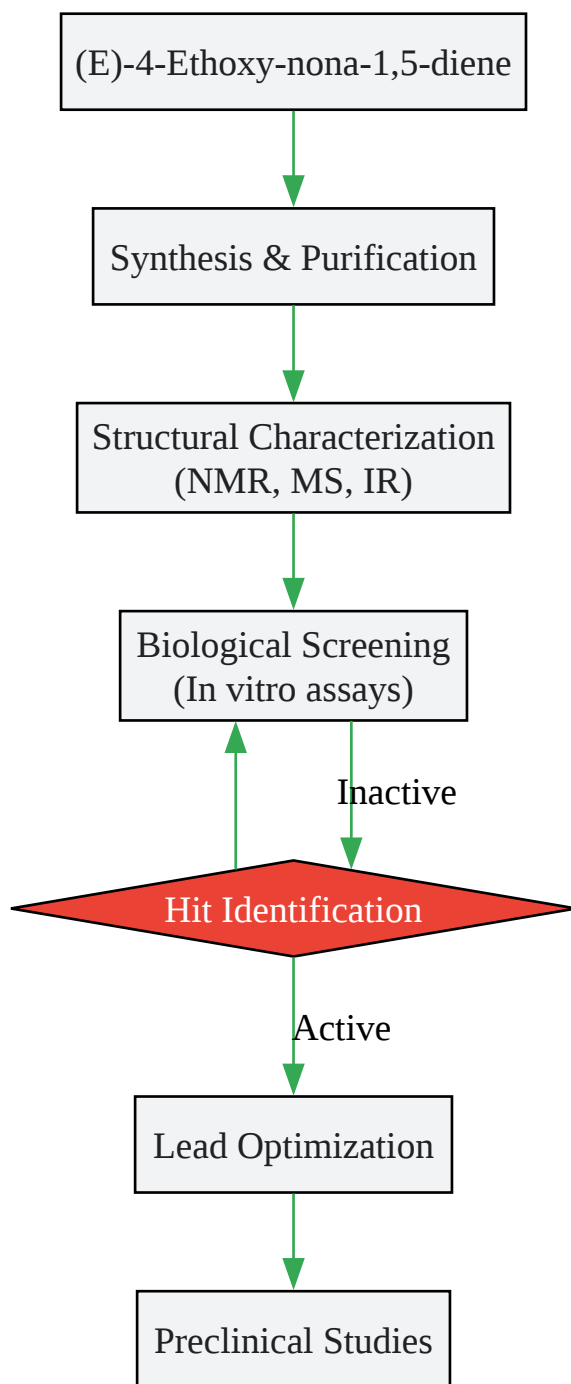 (E)-4-Ethoxy-nona-1,5-diene
Synthesis & Purification
Structural Characterization
(NMR, MS, IR)
Biological Screening
(In vitro assays)
Inactive
Hit Identification
Active
Lead Optimization
Preclinical Studies